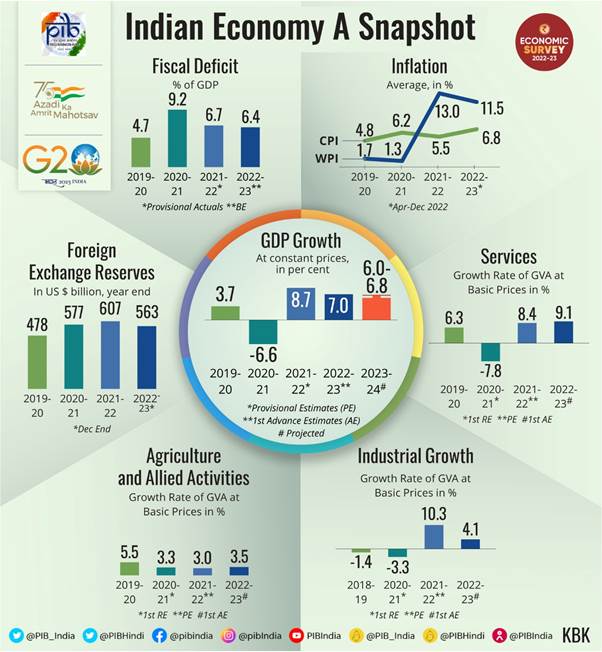 pib
Indian Economy A Snapshot
ECONOMIC
SURVEY
2022-23
75
Azadi Ka
Amrit Mahotsav
G20
2023 INDIA
Fiscal Deficit
% of GDP
4.7
9.2
6.7
6.4
2019-
20
2020-
21
2021-
22*
2022-
23**
*Provisional Actuals **BE
Inflation
Average, in %
CPI
WPI
4.8
6.2
5.5
6.8
1.7
1.3
13.0
11.5
2019-
20
2020-
21
2021-
22
2022-
23*
*Apr-Dec 2022
Foreign
Exchange Reserves
In US $ billion, year end
478
577
607
563
2019-
20
2020-
21
2021-
22
2022-
23*
*Dec End
GDP Growth
At constant prices,
in per cent
3.7
-6.6
8.7
7.0
6.0-
6.8
2019-
20
2020-
21
2021-
22*
2022-
23**
2023-
24#
*Provisional Estimates (PE)
**1st Advance Estimates (AE)
# Projected
Services
Growth Rate of GVA at
Basic Prices in %
6.3
-7.8
8.4
9.1
2019-
20
2020-
21*
2021-
22**
2022-
23#
*1st RE **PE #1st AE
Agriculture
and Allied Activities
Growth Rate of GVA at
Basic Prices in %
5.5
3.3
3.0
3.5
2019-
20
2020-
21*
2021-
22**
2022-
23#
*1st RE **PE #1st AE
Industrial Growth
Growth Rate of GVA at
Basic Prices in %
-1.4
-3.3
10.3
4.1
2018-
19
2020-
21*
2021-
22**
2022-
23#
*1st RE **PE #1st AE
@PIB_India @PIBHindi @pibindia @pibindia PIBIndia @PIB_India @PIBHindi @PIBIndia KBK